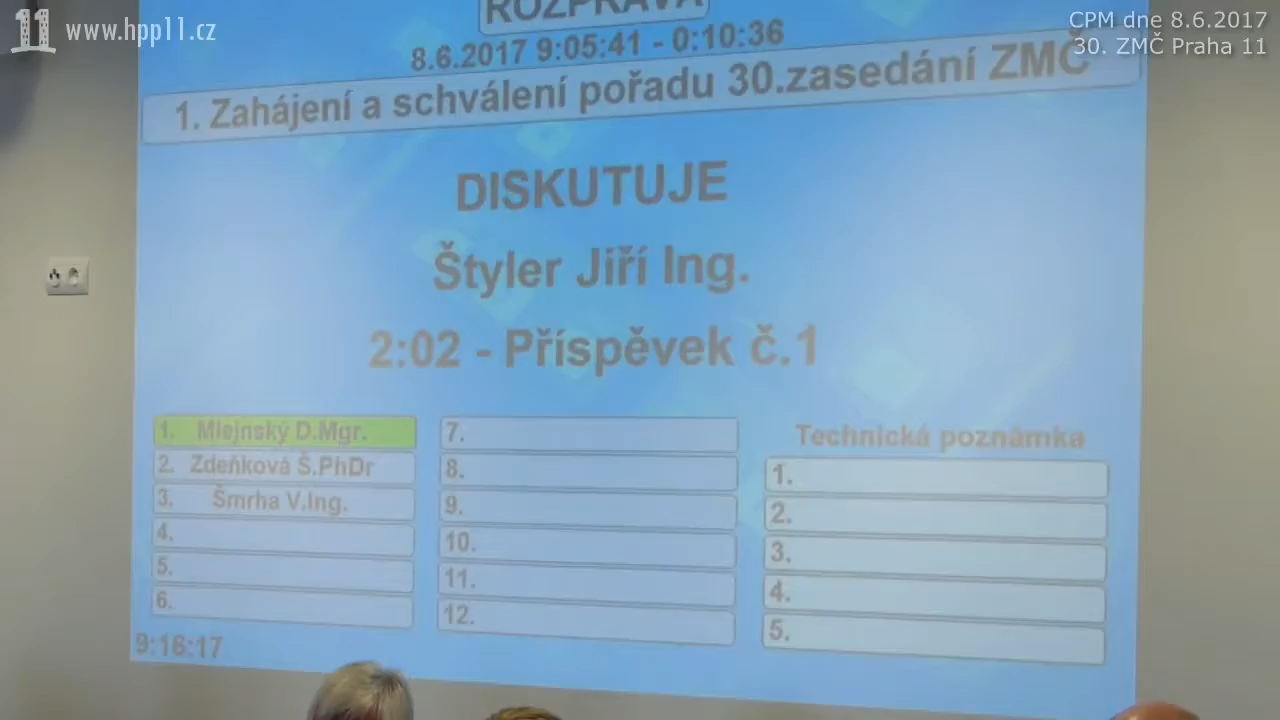 11 www.hpp11.cz
CPM dne 8.6.2017
30. ZMČ Praha 11
ROZPRAVA
8.6.2017 9:05:41 - 0:10:36
1. Zahájení a schválení pořadu 30.zasedání ZMČ
DISKUTUJE
Štyler Jiří Ing.
2:02 - Příspěvek č.1
1. Mlejnský D.Mgr.
2. Zdeňková Š.PhDr
3. Šmrha V.Ing.
4.
5.
6.
7.
8.
9.
10.
11.
12.
Technická poznámka
1.
2.
3.
4.
5.
9:16:17